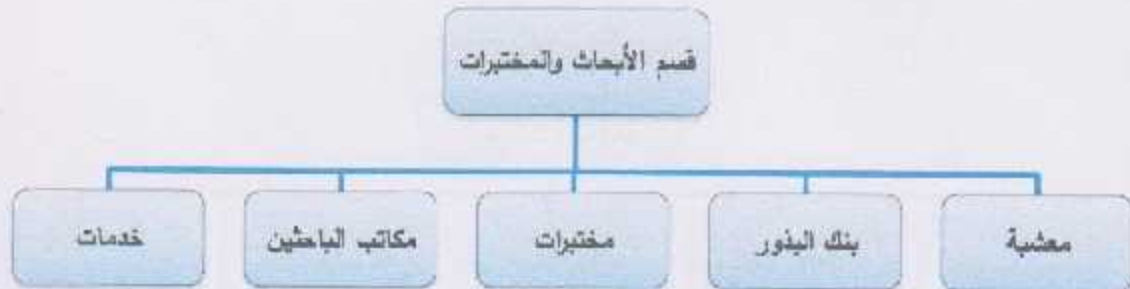 قسم الأبحاث والمختبرات
معشبة
بنك البذور
مختبرات
مكاتب الباحثين
خدمات